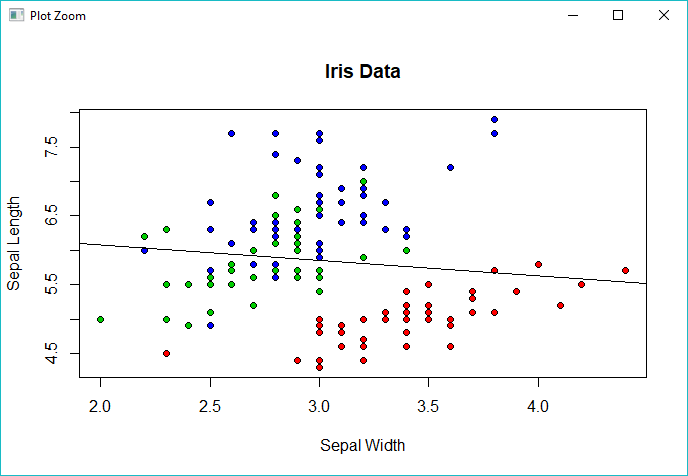 Plot Zoom
Iris Data
Sepal Length
7.5
6.5
5.5
4.5
2.0 2.5 3.0 3.5 4.0
Sepal Width